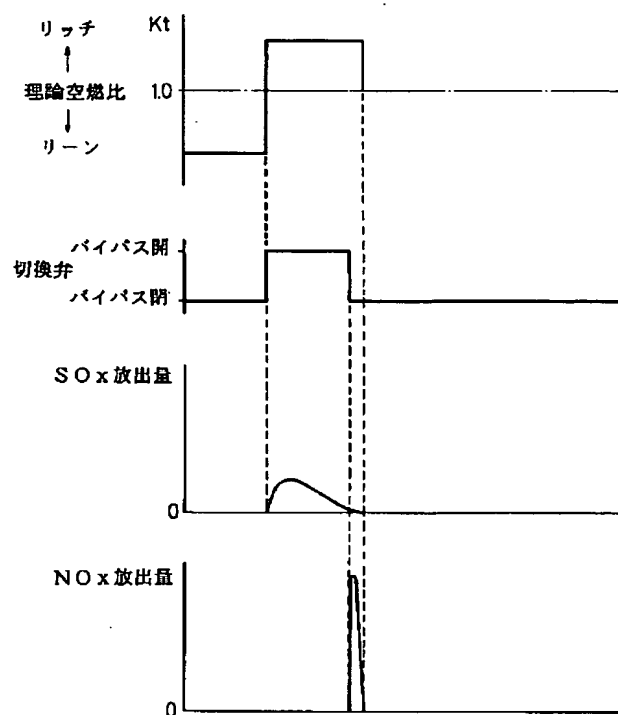 リッチ
Kt
↑
理論空燃比
1.0
↓
リーン
バイパス開
切換弁
バイパス閉
SOx放出量
0
NOx放出量
0